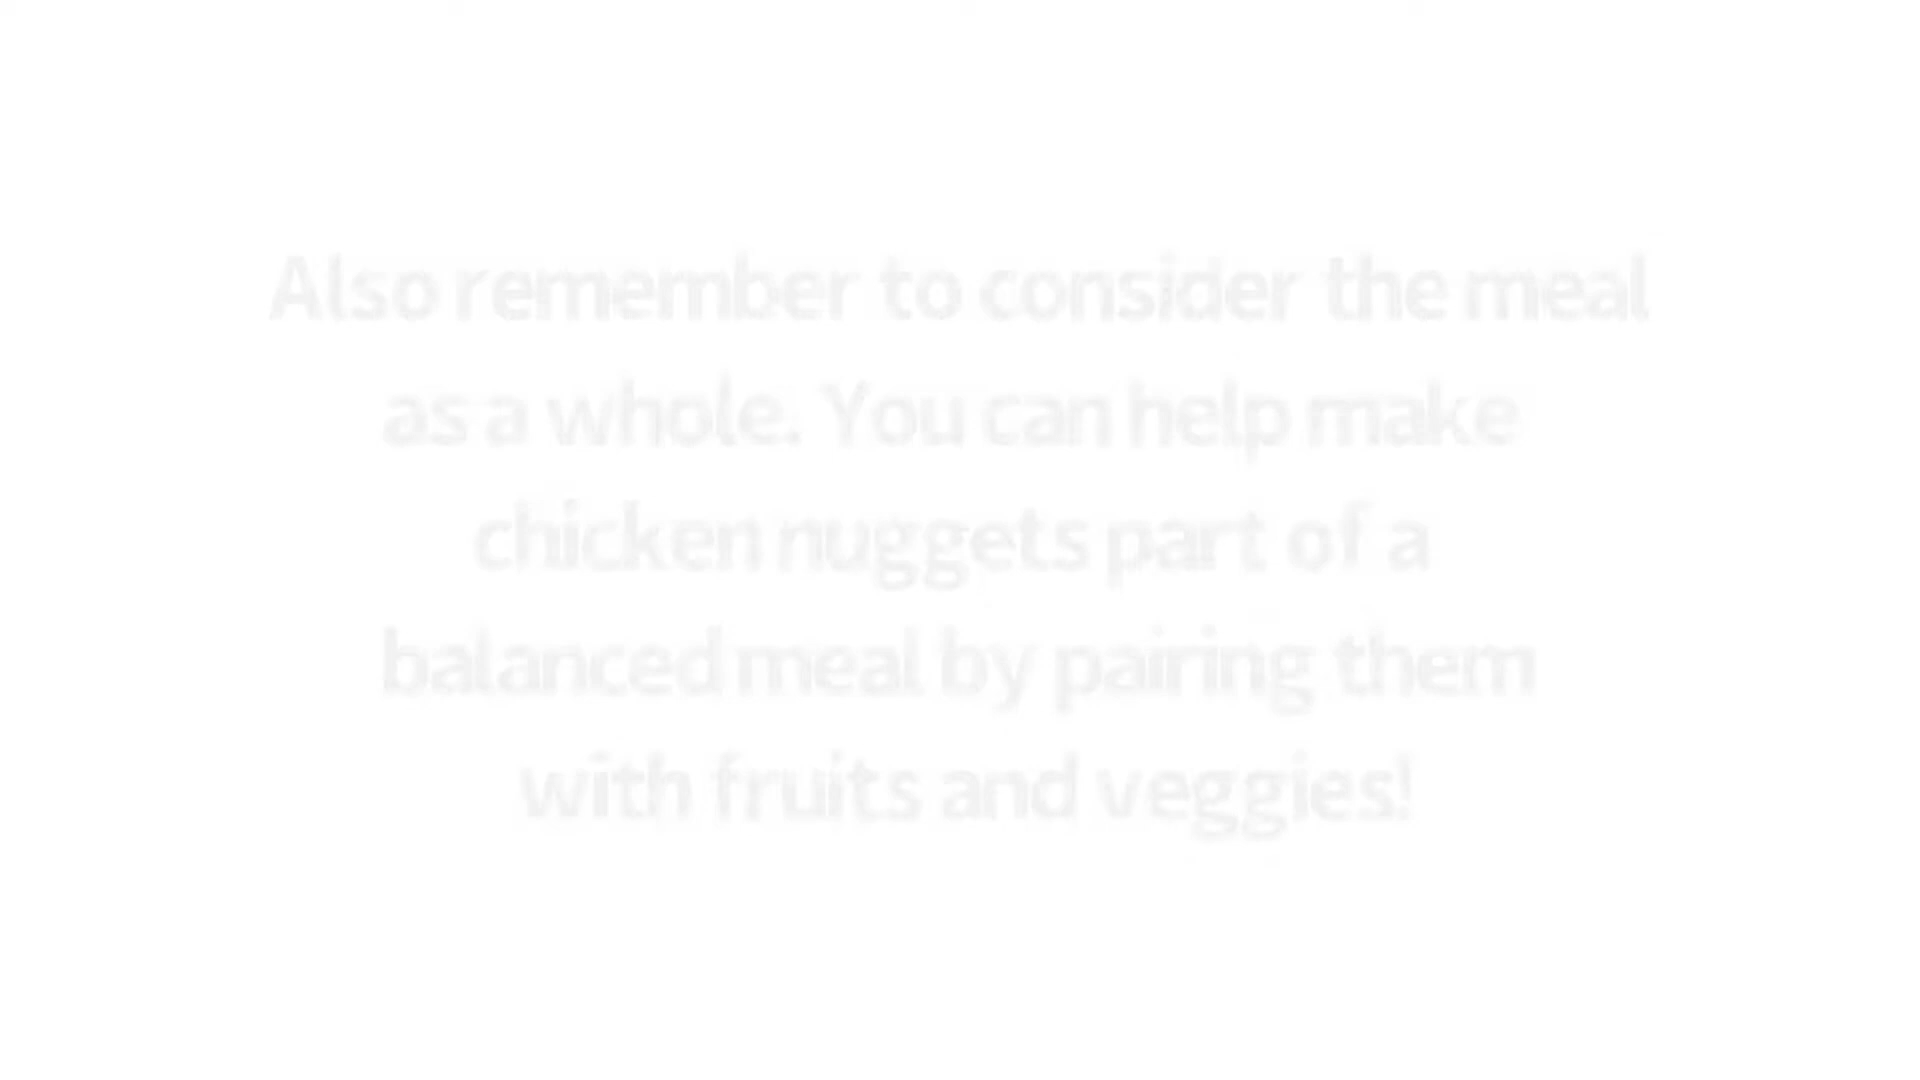 Also remember to consider the meal
as a whole. You can help make
chicken nuggets part of a
balanced meal by pairing them
with fruits and veggies!